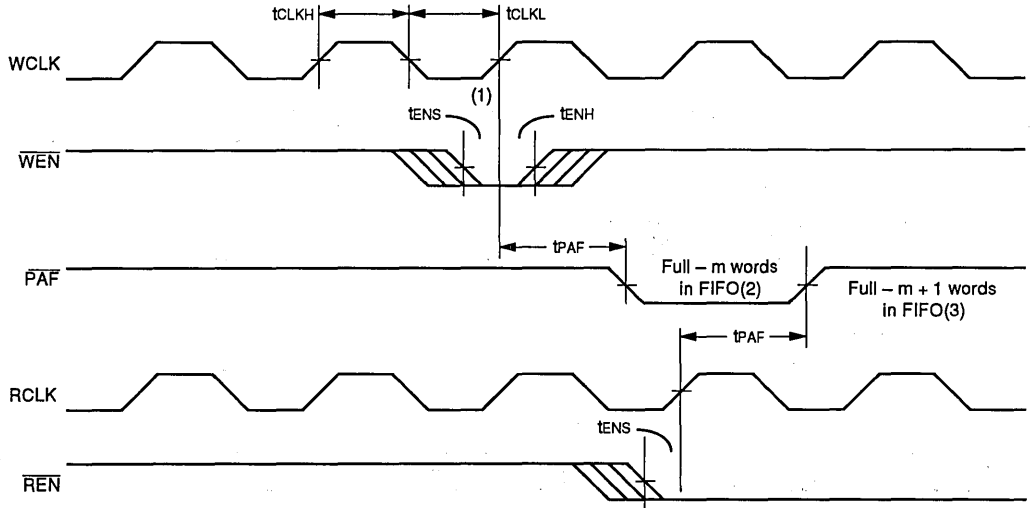 tCLKH
tCLKL
WCLK
(1)
tENS
tENH
WEN
tPAF
PAF
Full – m words
in FIFO(2)
Full – m + 1 words
in FIFO(3)
tPAF
RCLK
tENS
REN